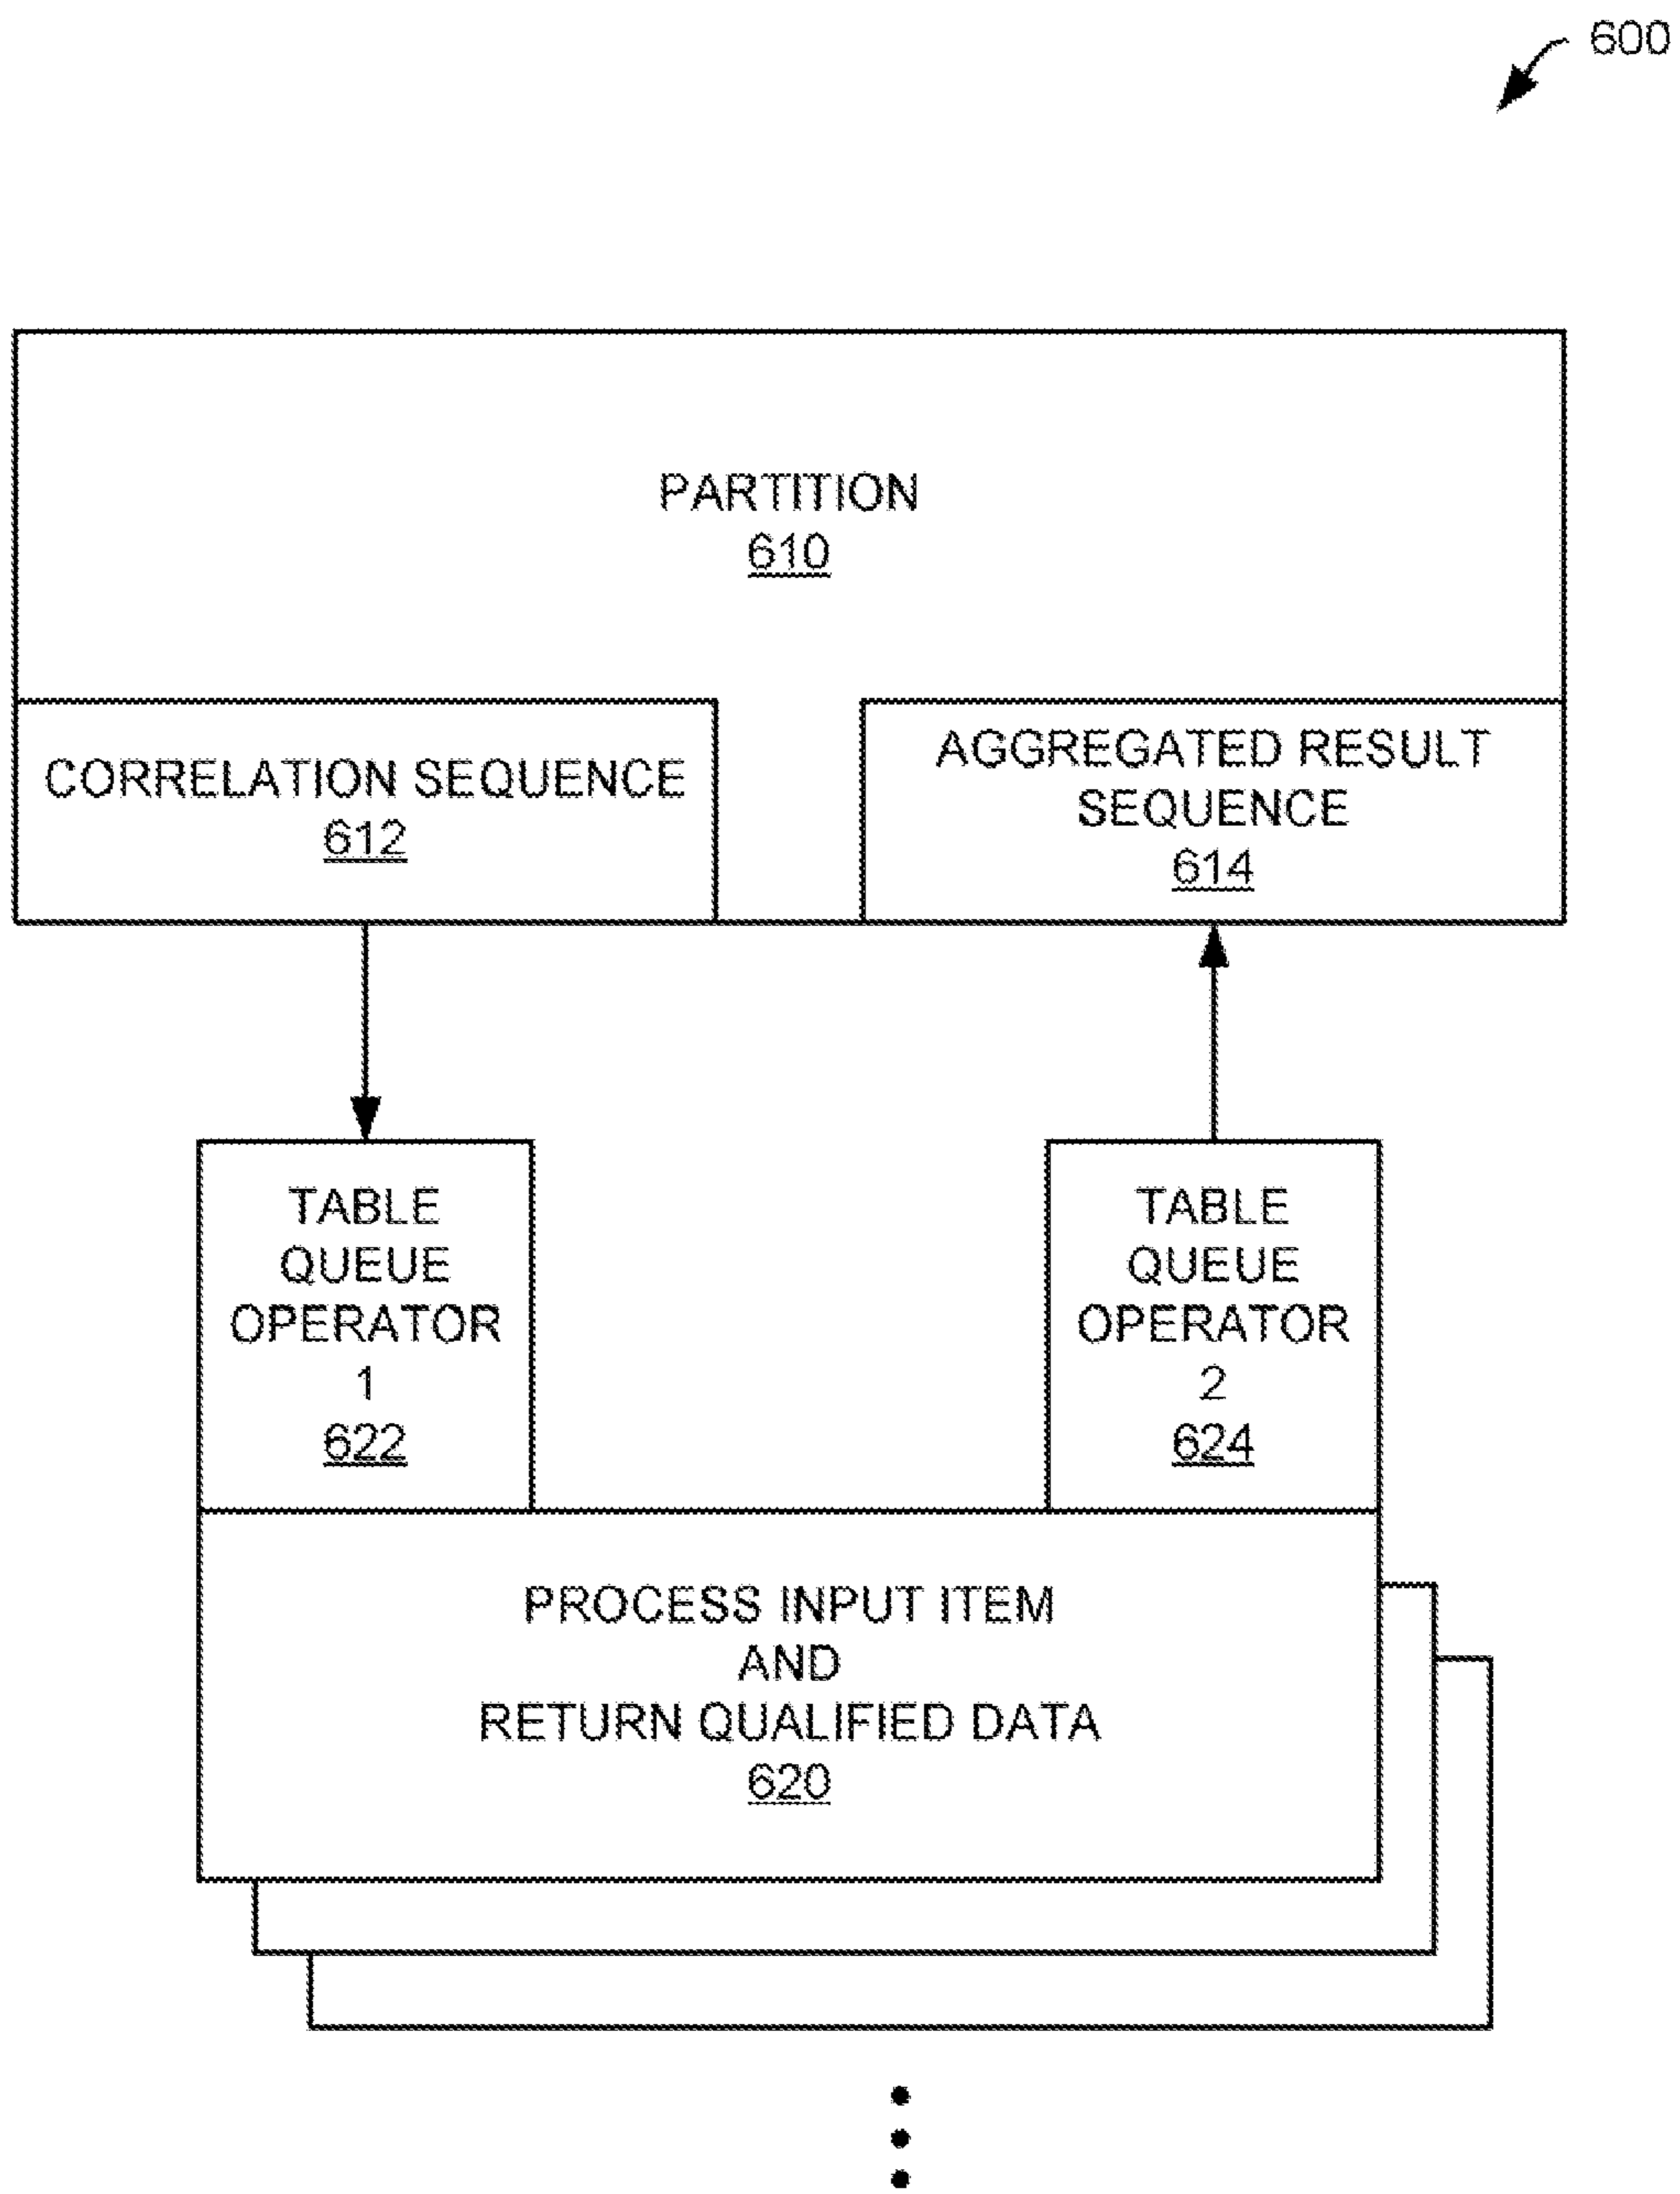 600
PARTITION
610
CORRELATION SEQUENCE
612
AGGREGATED RESULT
SEQUENCE
614
TABLE
QUEUE
OPERATOR
1
622
TABLE
QUEUE
OPERATOR
2
624
PROCESS INPUT ITEM
AND
RETURN QUALIFIED DATA
620